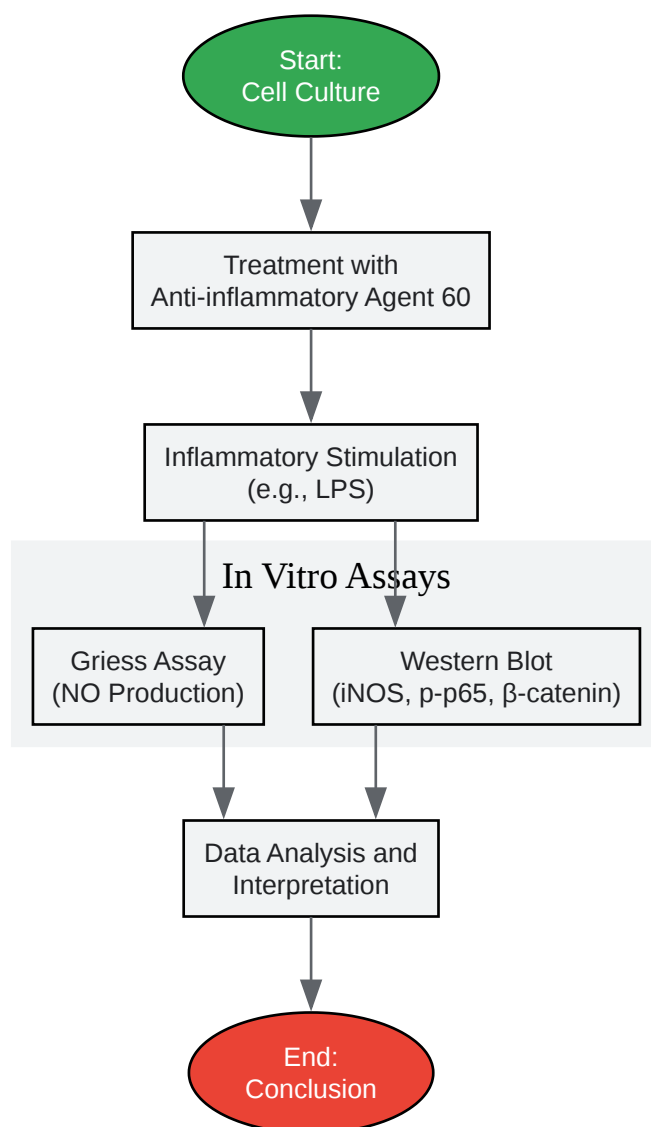 Start:
Cell Culture
Treatment with
Anti-inflammatory Agent 60
Inflammatory Stimulation
(e.g., LPS)
In Vitro Assays
Griess Assay
(NO Production)
Western Blot
(iNOS, p-p65, β-catenin)
Data Analysis and
Interpretation
End:
Conclusion